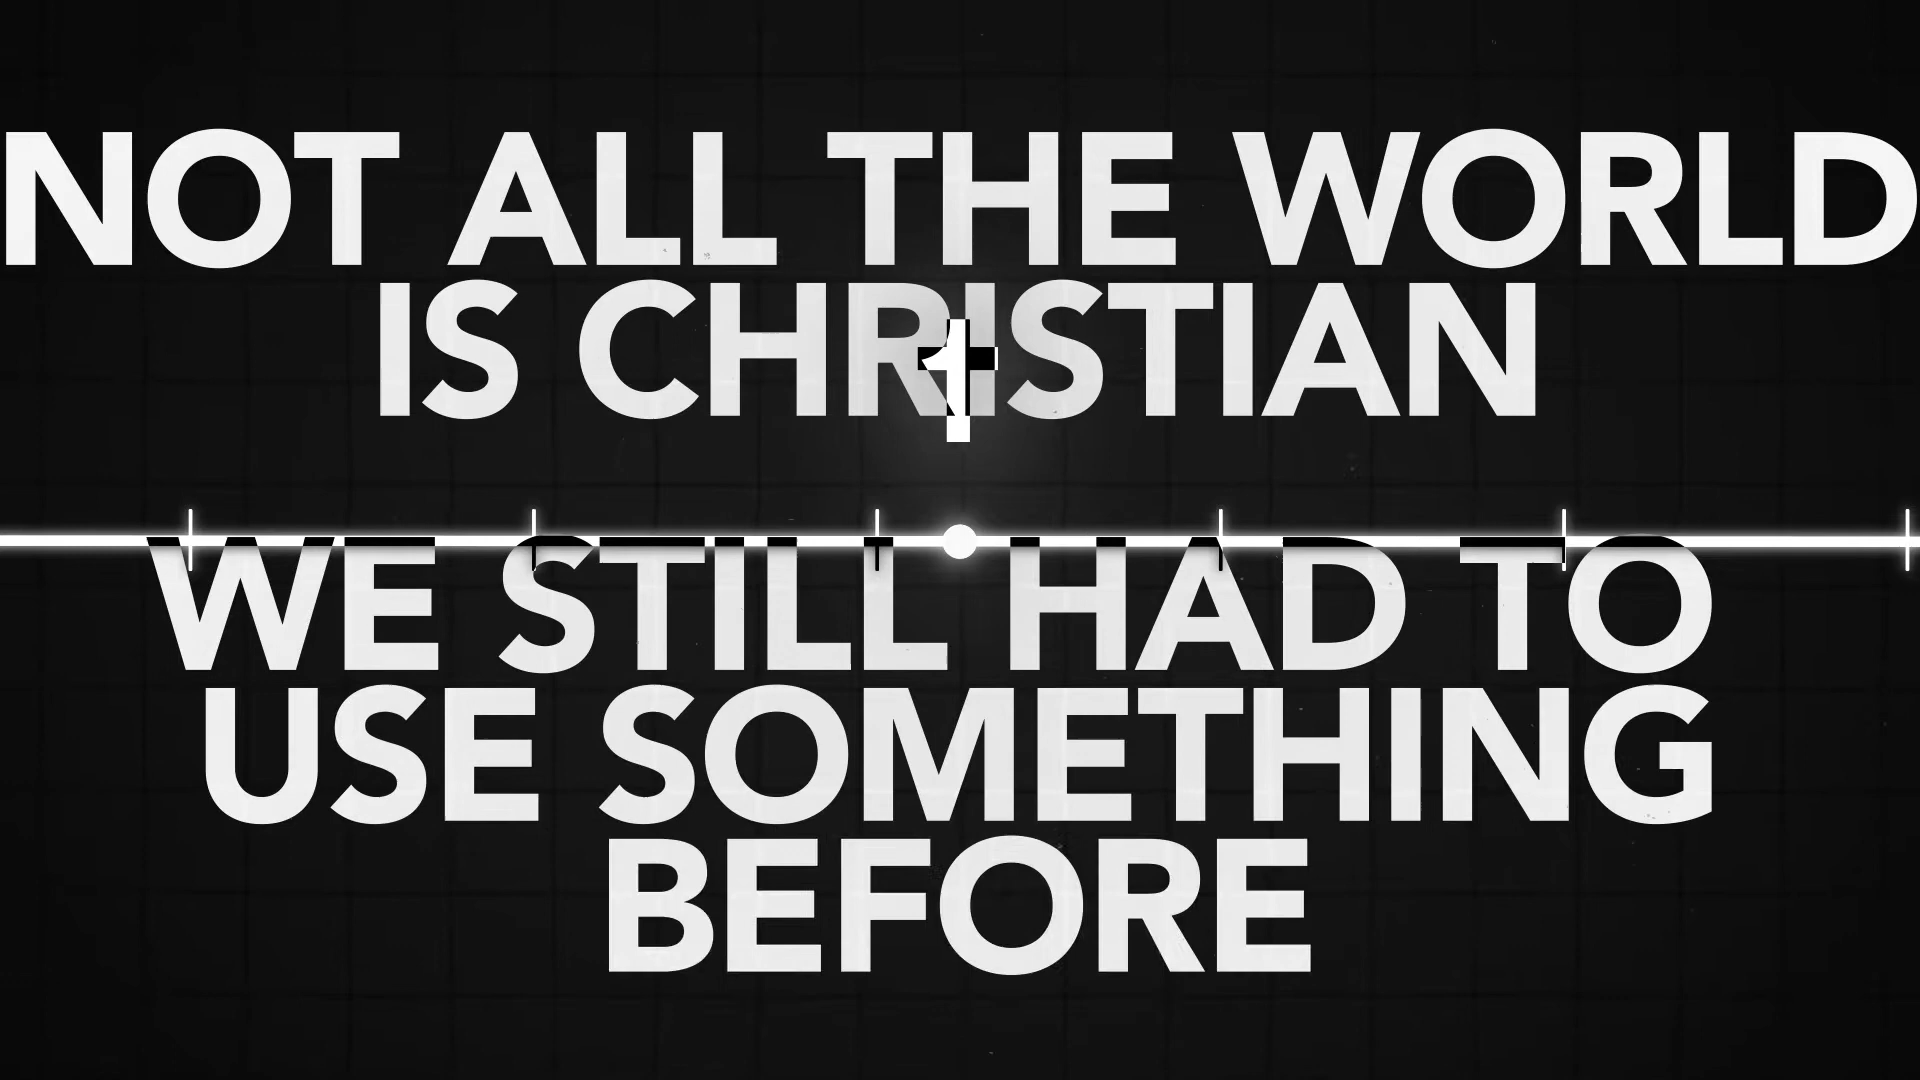 NOT ALL THE WORLD
IS CHRISTIAN
WE STILL HAD TO
USE SOMETHING
BEFORE